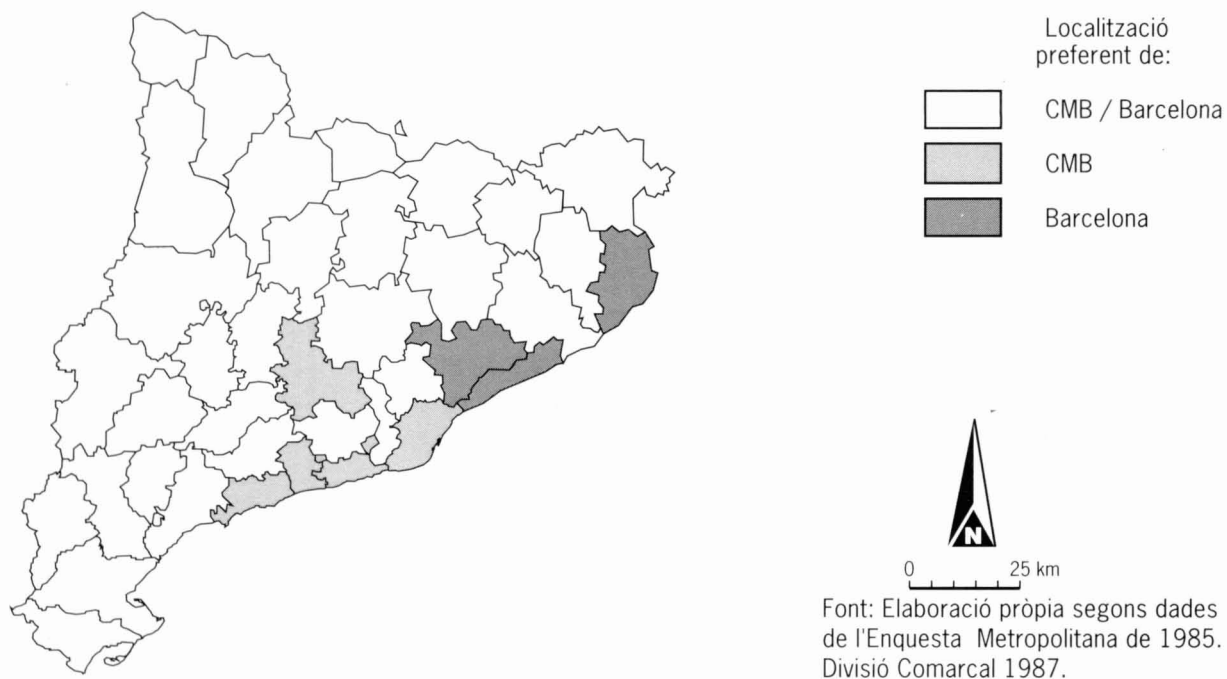 Localització
preferent de:
CMB / Barcelona
CMB
Barcelona
N
0 25 km
Font: Elaboració pròpia segons dades
de l'Enquesta Metropolitana de 1985.
Divisió Comarcal 1987.